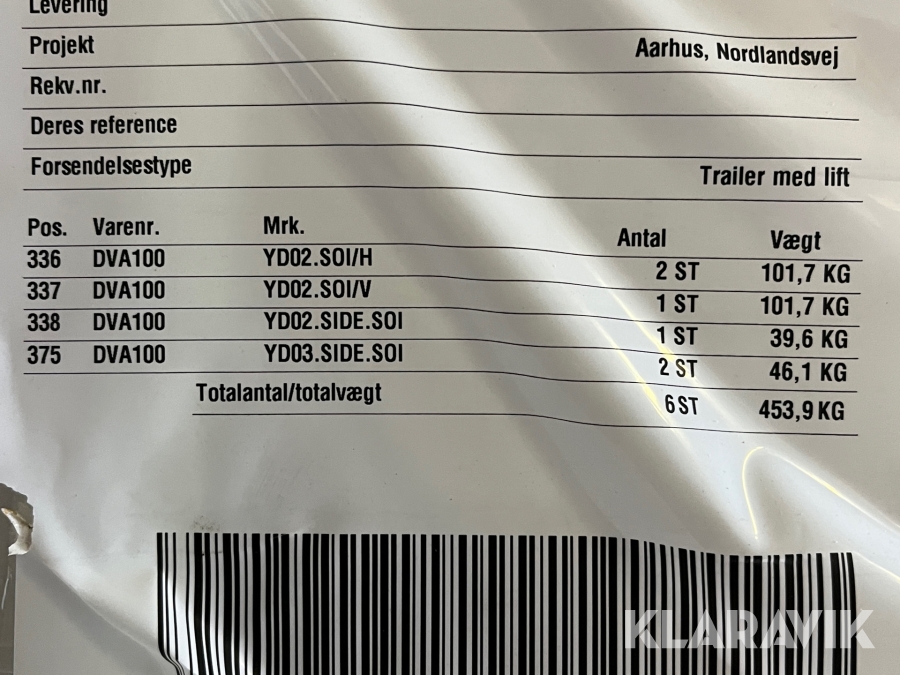 Levering
Projekt Aarhus, Nordlandsvej
Rekv.nr.
Deres reference
Forsendelsestype Trailer med lift
Pos. Varenr. Mrk. Antal Vægt
336 DVA100 YD02.SOI/H 2 ST 101,7 KG
337 DVA100 YD02.SOI/V 1 ST 101,7 KG
338 DVA100 YD02.SIDE.SOI 1 ST 39,6 KG
375 DVA100 YD03.SIDE.SOI 2 ST 46,1 KG
Totalantal/totalvægt 6 ST 453,9 KG
KLARAVIK